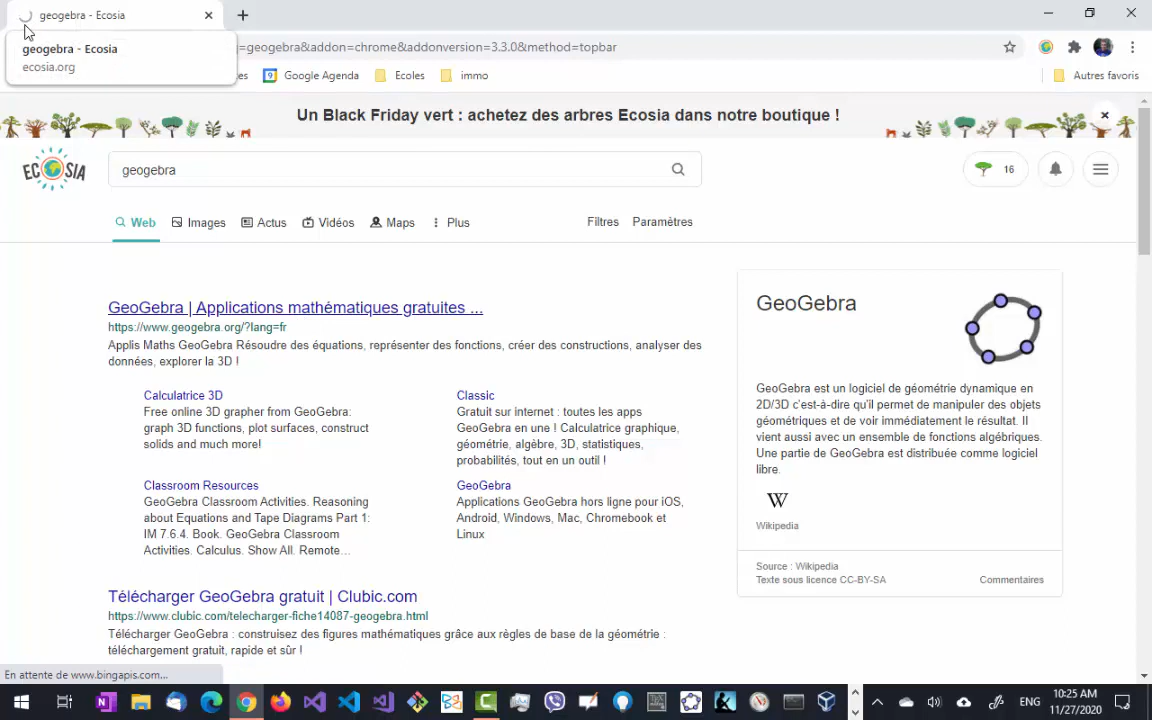 geogebra - Ecosia
geogebra - Ecosia
ecosia.org
=geogebra&addon=chrome&addonversion=3.3.0&method=topbar
es
Google Agenda
Ecoles
immo
Autres favoris
Un Black Friday vert : achetez des arbres Ecosia dans notre boutique !
ECOSIA
geogebra
16
Web
Images
Actus
Vidéos
Maps
Plus
Filtres
Paramètres
GeoGebra | Applications mathématiques gratuites ...
https://www.geogebra.org/?lang=fr
Applis Maths GeoGebra Résoudre des équations, représenter des fonctions, créer des constructions, analyser des
données, explorer la 3D !
Calculatrice 3D
Free online 3D grapher from GeoGebra:
graph 3D functions, plot surfaces, construct
solids and much more!
Classic
Gratuit sur internet : toutes les apps
GeoGebra en une ! Calculatrice graphique,
géométrie, algèbre, 3D, statistiques,
probabilités, tout en un outil !
Classroom Resources
GeoGebra Classroom Activities. Reasoning
about Equations and Tape Diagrams Part 1:
IM 7.6.4. Book. GeoGebra Classroom
Activities. Calculus. Show All. Remote…
GeoGebra
Applications GeoGebra hors ligne pour iOS,
Android, Windows, Mac, Chromebook et
Linux
Télécharger GeoGebra gratuit | Clubic.com
https://www.clubic.com/telecharger-fiche14087-geogebra.html
Télécharger GeoGebra : construisez des figures mathématiques grâce aux règles de base de la géométrie :
téléchargement gratuit, rapide et sûr !
GeoGebra
GeoGebra est un logiciel de géométrie dynamique en
2D/3D c'est-à-dire qu'il permet de manipuler des objets
géométriques et de voir immédiatement le résultat. Il
vient aussi avec un ensemble de fonctions algébriques.
Une partie de GeoGebra est distribuée comme logiciel
libre.
W
Wikipedia
Source : Wikipedia
Texte sous licence CC-BY-SA
Commentaires
En attente de www.bingapis.com...
ENG
10:25 AM
11/27/2020